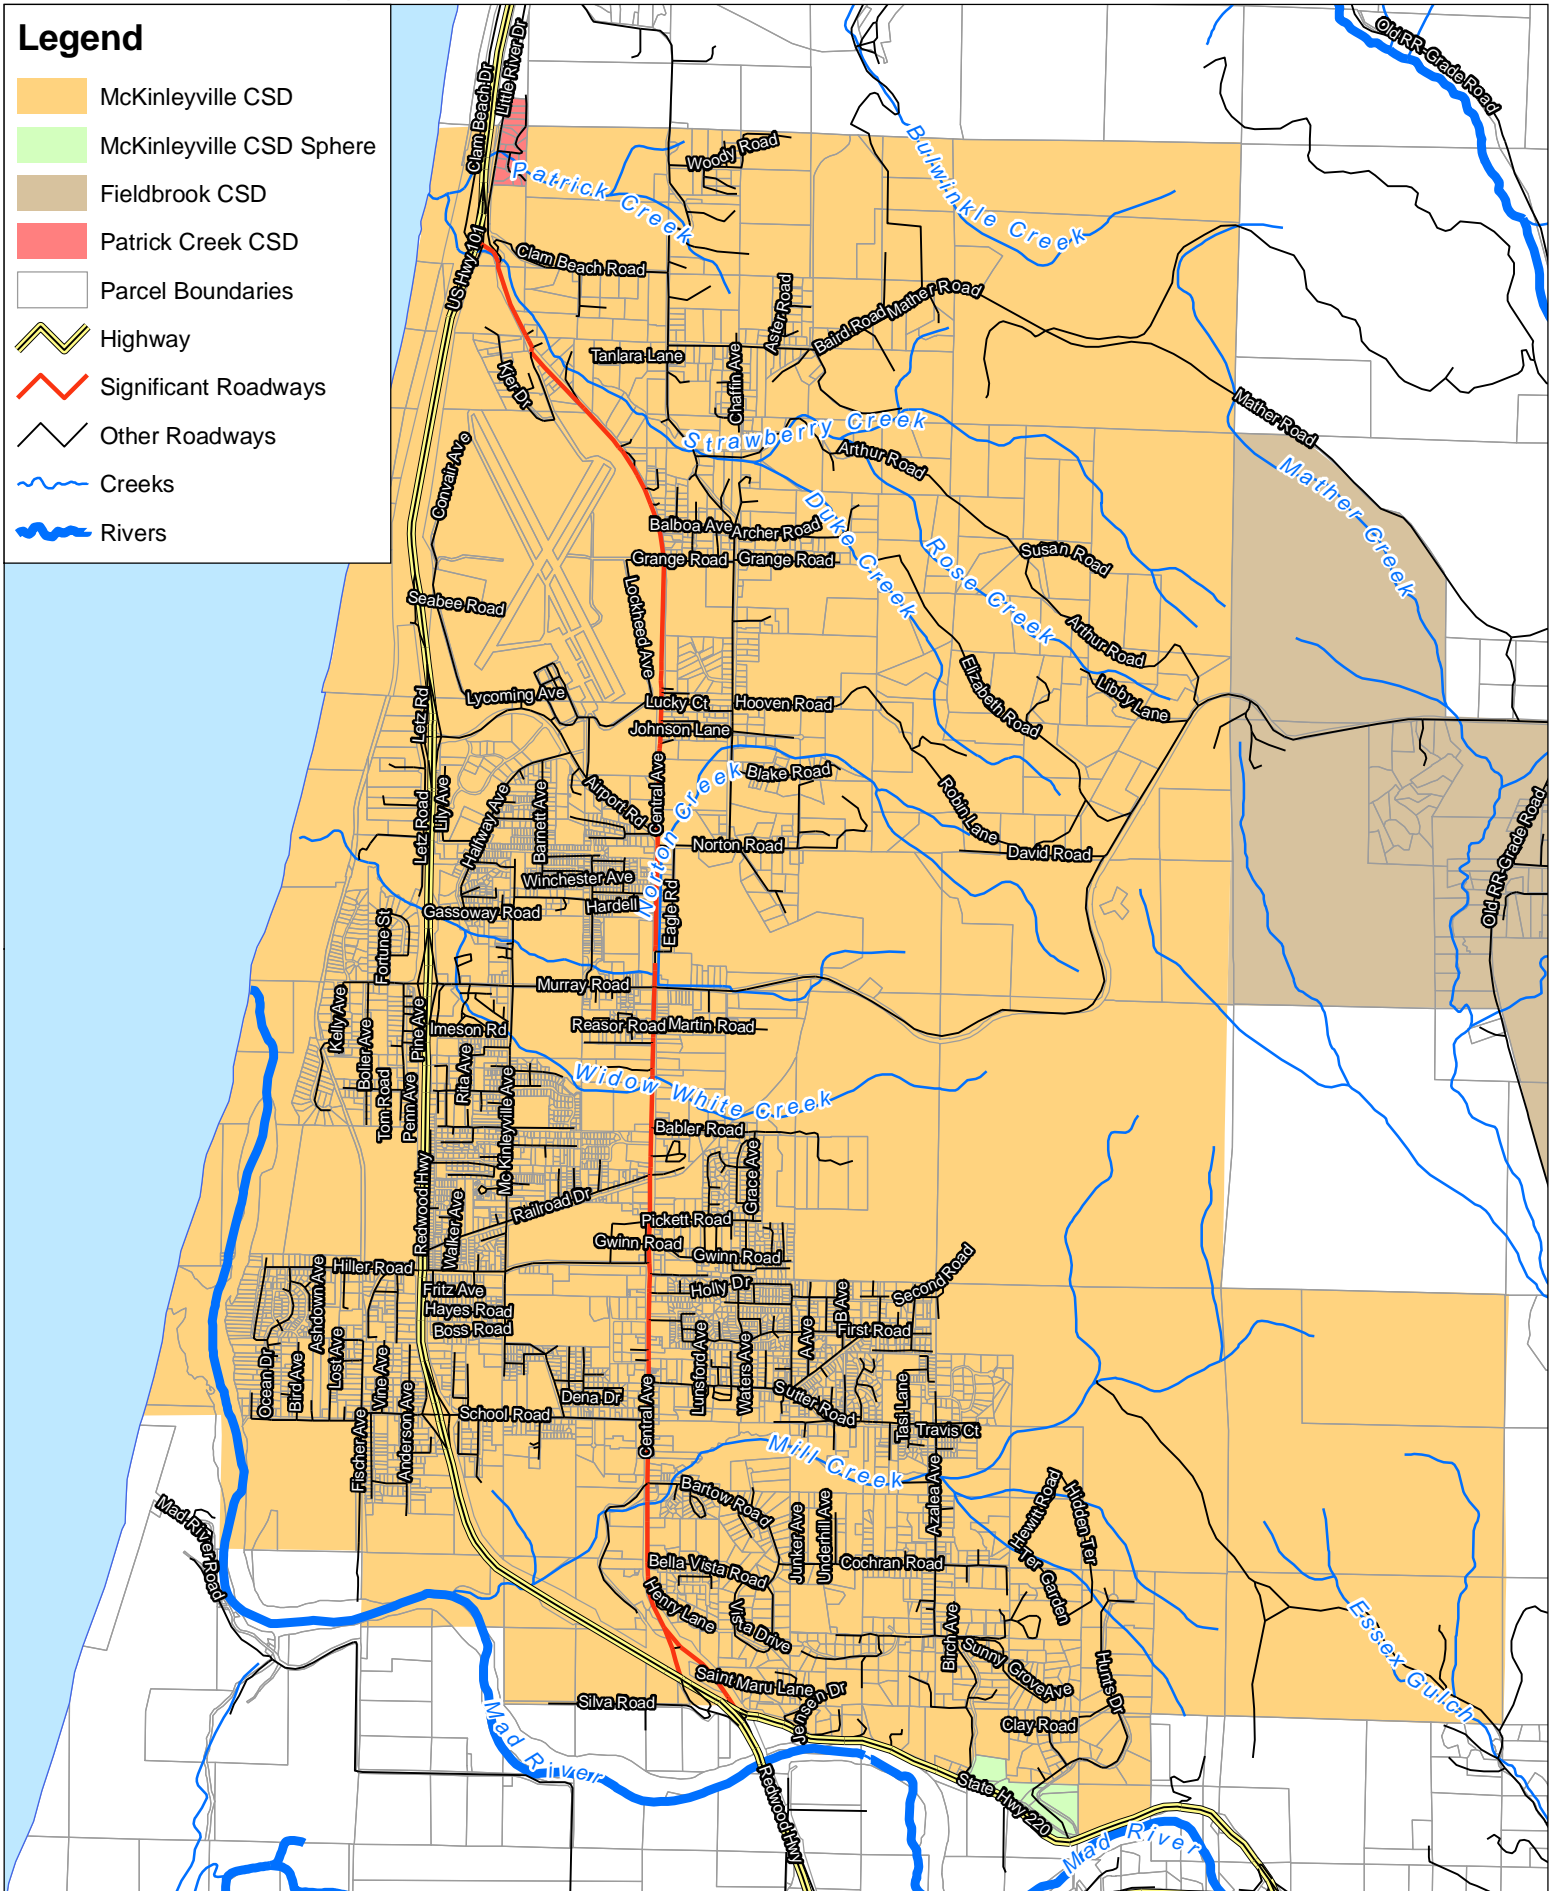 Legend
McKinleyville CSD
McKinleyville CSD Sphere
Fieldbrook CSD
Patrick Creek CSD
Parcel Boundaries
Highway
Significant Roadways
Other Roadways
Creeks
Rivers
Clam Beach Dr
Little River Dr
Old RR-Grade Road
Woody Road
Patrick Creek
Bulwinkle Creek
US Hwy 101
Clam Beach Road
Aster Road
Baird Road
Mather Road
Tanlara Lane
Kjer Dr
Chaffin Ave
Mather Road
Strawberry Creek
Convair Ave
Arthur Road
Mather Creek
Duke Creek
Balboa Ave
Archer Road
Grange Road
Grange Road
Rose Creek
Susan Road
Seabee Road
Lockheed Ave
Arthur Road
Elizabeth Road
Libby Lane
Lycoming Ave
Letz Rd
Lucky Ct
Hooven Road
Johnson Lane
Central Ave
Blake Road
Norton Creek
Airport Rd
Robin Lane
Letz Road
Lily Ave
Hallway Ave
Barnett Ave
Norton Road
David Road
Old RR-Grade Road
Winchester Ave
Hardell
Eagle Rd
Gassoway Road
Fortune St
Murray Road
Kelly Ave
Pine Ave
Imeson Rd
Reasor Road
Martin Road
Bolier Ave
Rita Ave
Tom Road
Penn Ave
Mc Kinleyville Ave
Widow White Creek
Babler Road
Grace Ave
Redwood Hwy
Walker Ave
Railroad Dr
Pickett Road
Gwinn Road
Gwinn Road
Hiller Road
Ashdown Ave
Fritz Ave
Hayes Road
Boss Road
Holly Dr
Second Road
B Ave
First Road
A Ave
Ocean Dr
Bird Ave
Lost Ave
Vine Ave
Lunsford Ave
Waters Ave
Anderson Ave
Dena Dr
Central Ave
Sutter Road
Tasi Lane
Travis Ct
School Road
Fischer Ave
Mill Creek
Azalea Ave
Bartow Road
Junker Ave
Underhill Ave
Hewitt Road
Hidden Ter
Mad River Road
Bella Vista Road
Cochran Road
Ter Garden
Henry Lane
Vista Drive
Birch Ave
Sunny Grove Ave
Hunts Dr
Essex Gulch
Saint Maru Lane
Silva Road
Jensen Dr
Clay Road
Mad River
State Hwy 220
Redwood Hwy
Mad River